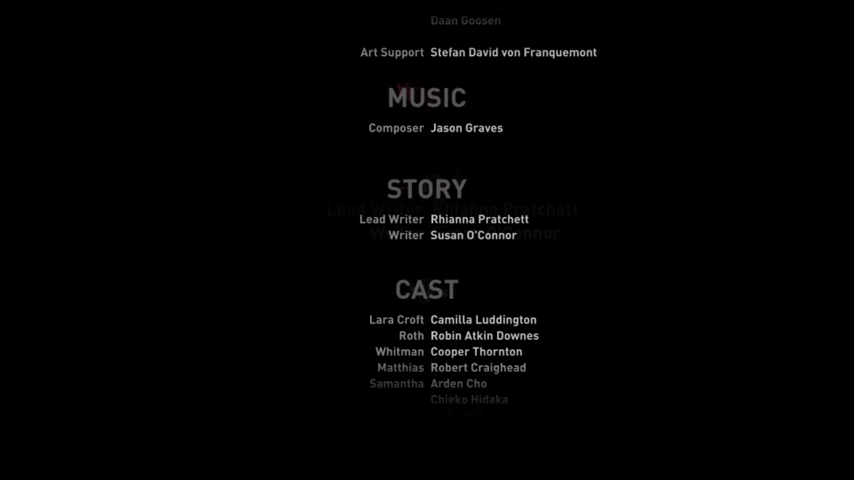 Daan Goosen
Art Support Stefan David von Franquemont
MUSIC
Composer Jason Graves
STORY
Lead Writer Rhianna Pratchett
Writer Susan O'Connor
CAST
Lara Croft Camilla Luddington
Roth Robin Atkin Downes
Whitman Cooper Thornton
Matthias Robert Craighead
Samantha Arden Cho
Chieko Hidaka